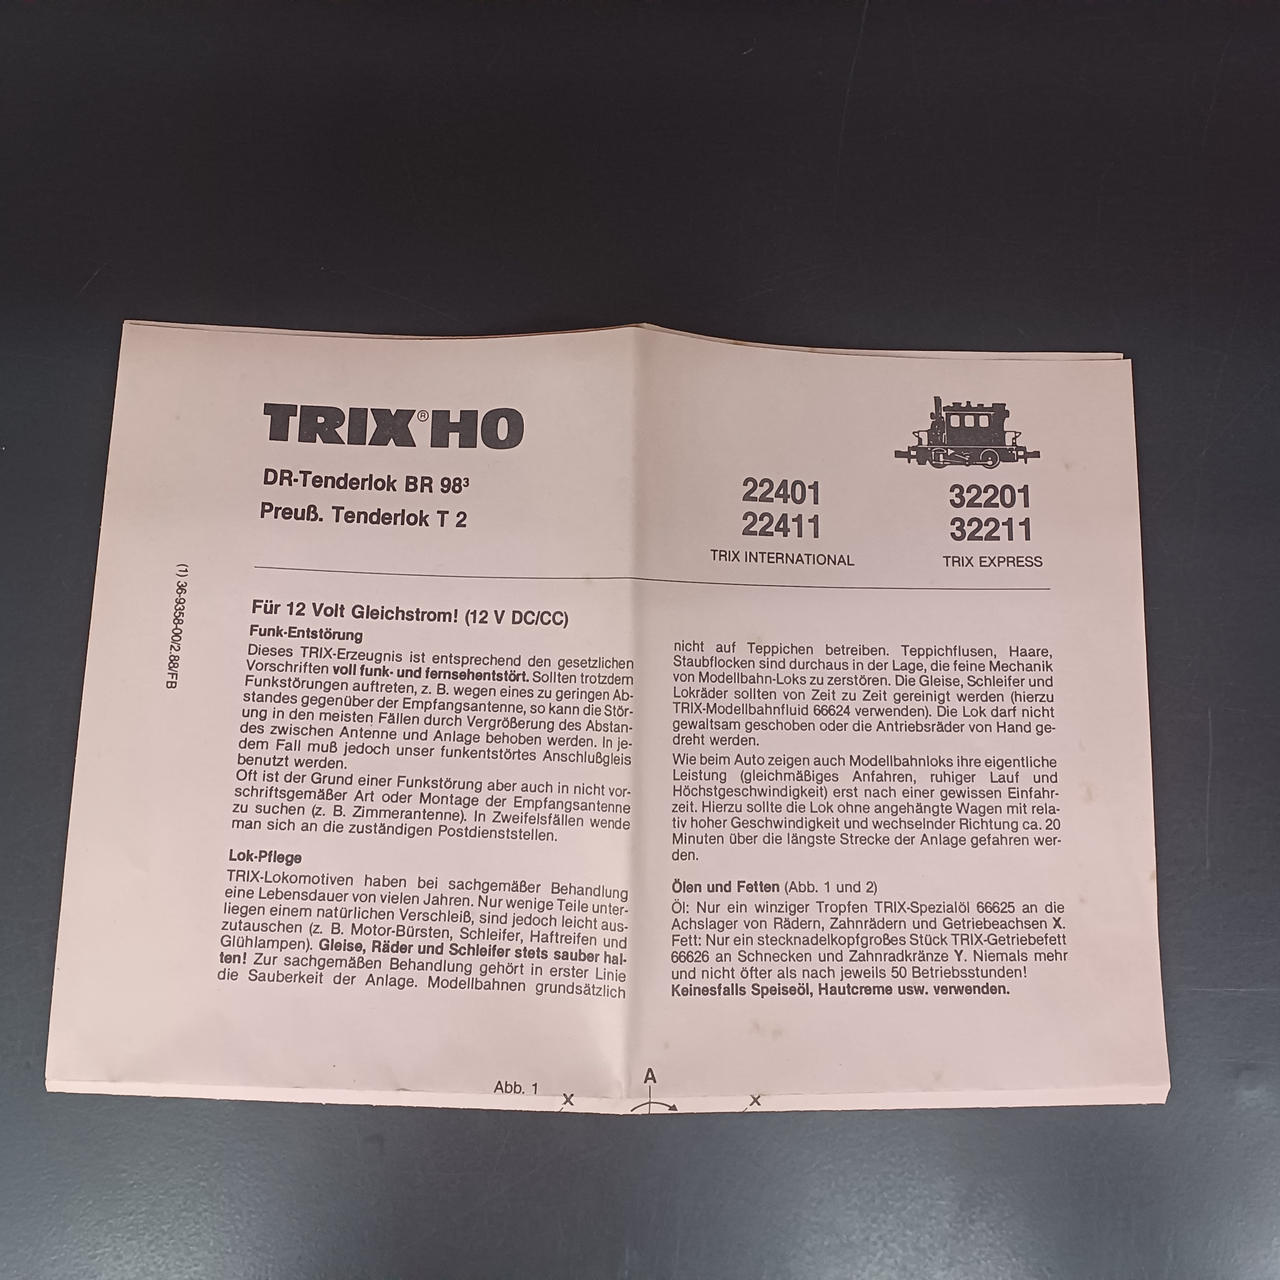 TRIX® HO
DR-Tenderlok BR 98³
Preuß. Tenderlok T 2
22401
22411
TRIX INTERNATIONAL
32201
32211
TRIX EXPRESS
(1) 36-9358-00/2.88/FB
Für 12 Volt Gleichstrom! (12 V DC/CC)
Funk-Entstörung
Dieses TRIX-Erzeugnis ist entsprechend den gesetzlichen
Vorschriften voll funk- und fernsehentstört. Sollten trotzdem
Funkstörungen auftreten, z. B. wegen eines zu geringen Ab-
standes gegenüber der Empfangsantenne, so kann die Stör-
ung in den meisten Fällen durch Vergrößerung des Abstan-
des zwischen Antenne und Anlage behoben werden. In je-
dem Fall muß jedoch unser funkentstörtes Anschlußgleis
benutzt werden.
Oft ist der Grund einer Funkstörung aber auch in nicht vor-
schriftsgemäßer Art oder Montage der Empfangsantenne
zu suchen (z. B. Zimmerantenne). In Zweifelsfällen wende
man sich an die zuständigen Postdienststellen.
Lok-Pflege
TRIX-Lokomotiven haben bei sachgemäßer Behandlung
eine Lebensdauer von vielen Jahren. Nur wenige Teile unter-
liegen einem natürlichen Verschleiß, sind jedoch leicht aus-
zutauschen (z. B. Motor-Bürsten, Schleifer, Haftreifen und
Glühlampen). Gleise, Räder und Schleifer stets sauber hal-
ten! Zur sachgemäßen Behandlung gehört in erster Linie
die Sauberkeit der Anlage. Modellbahnen grundsätzlich
nicht auf Teppichen betreiben. Teppichflusen, Haare,
Staubflocken sind durchaus in der Lage, die feine Mechanik
von Modellbahn-Loks zu zerstören. Die Gleise, Schleifer und
Lokräder sollten von Zeit zu Zeit gereinigt werden (hierzu
TRIX-Modellbahnfluid 66624 verwenden). Die Lok darf nicht
gewaltsam geschoben oder die Antriebsräder von Hand ge-
dreht werden.
Wie beim Auto zeigen auch Modellbahnloks ihre eigentliche
Leistung (gleichmäßiges Anfahren, ruhiger Lauf und
Höchstgeschwindigkeit) erst nach einer gewissen Einfahr-
zeit. Hierzu sollte die Lok ohne angehängte Wagen mit rela-
tiv hoher Geschwindigkeit und wechselnder Richtung ca. 20
Minuten über die längste Strecke der Anlage gefahren wer-
den.
Ölen und Fetten (Abb. 1 und 2)
Öl: Nur ein winziger Tropfen TRIX-Spezialöl 66625 an die
Achslager von Rädern, Zahnrädern und Getriebeachsen X.
Fett: Nur ein stecknadelkopfgroßes Stück TRIX-Getriebefett
66626 an Schnecken und Zahnradkränze Y. Niemals mehr
und nicht öfter als nach jeweils 50 Betriebsstunden!
Keinesfalls Speiseöl, Hautcreme usw. verwenden.
Abb. 1
X
A
X